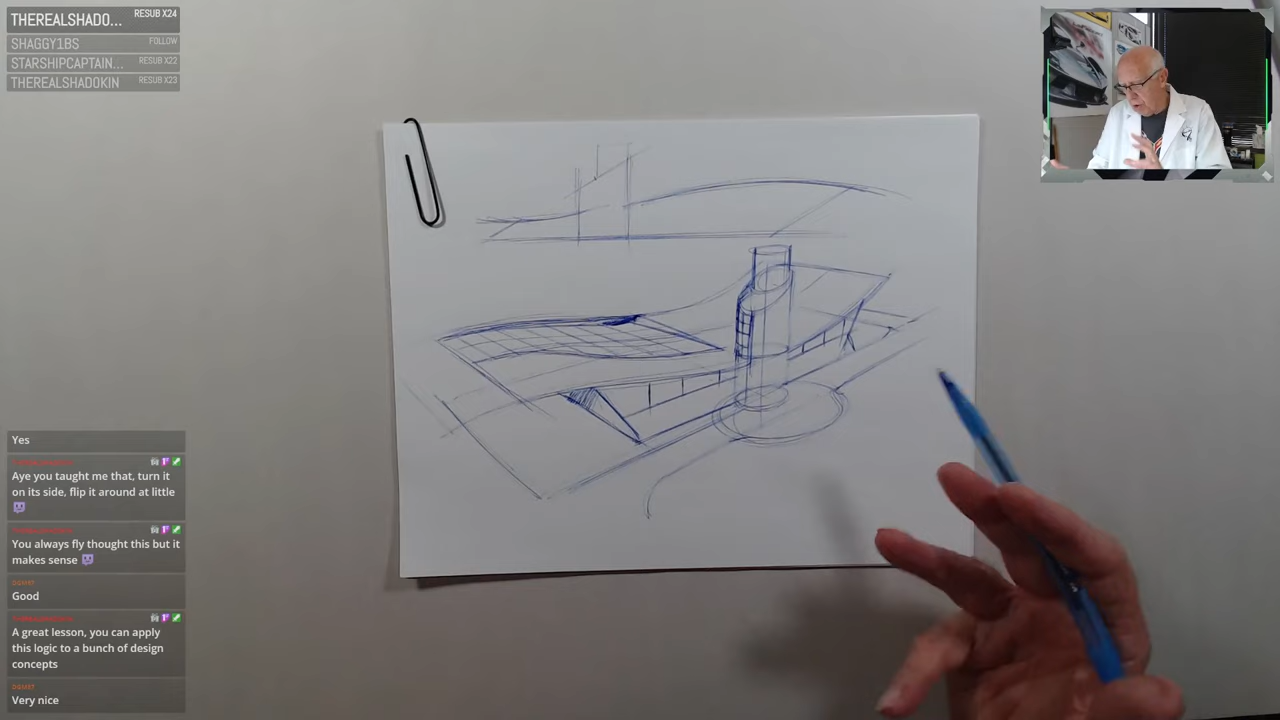 THEREALSHADO... RESUB X24
SHAGGY1BS FOLLOW
STARSHIPCAPTAIN... RESUB X22
THEREALSHADOKIN RESUB X23
Yes
Aye you taught me that, turn it
on its side, flip it around at little
You always fly thought this but it
makes sense
Good
A great lesson, you can apply
this logic to a bunch of design
concepts
Very nice